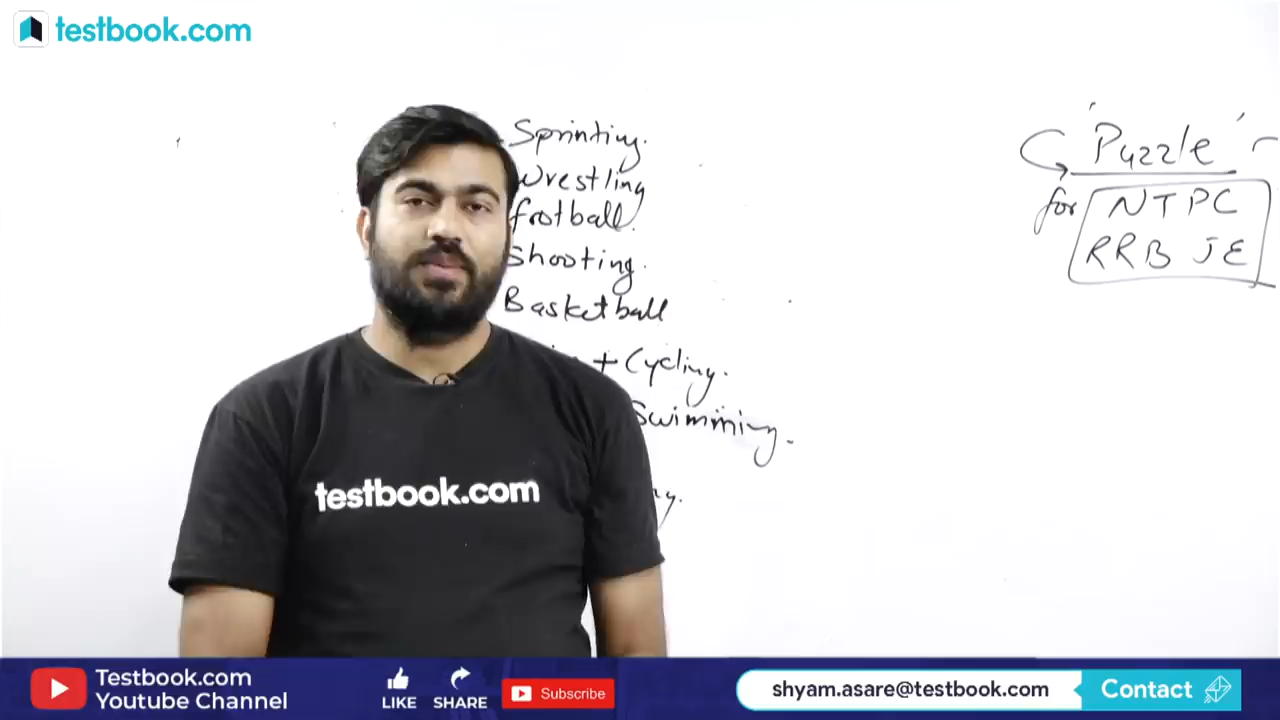 testbook.com
Sprinting.
Wrestling
football.
Shooting.
Basketball
+ Cycling.
Swimming.
'Puzzle'
for NTPC
RRB JE
testbook.com
Testbook.com
Youtube Channel
LIKE
SHARE
Subscribe
shyam.asare@testbook.com
Contact